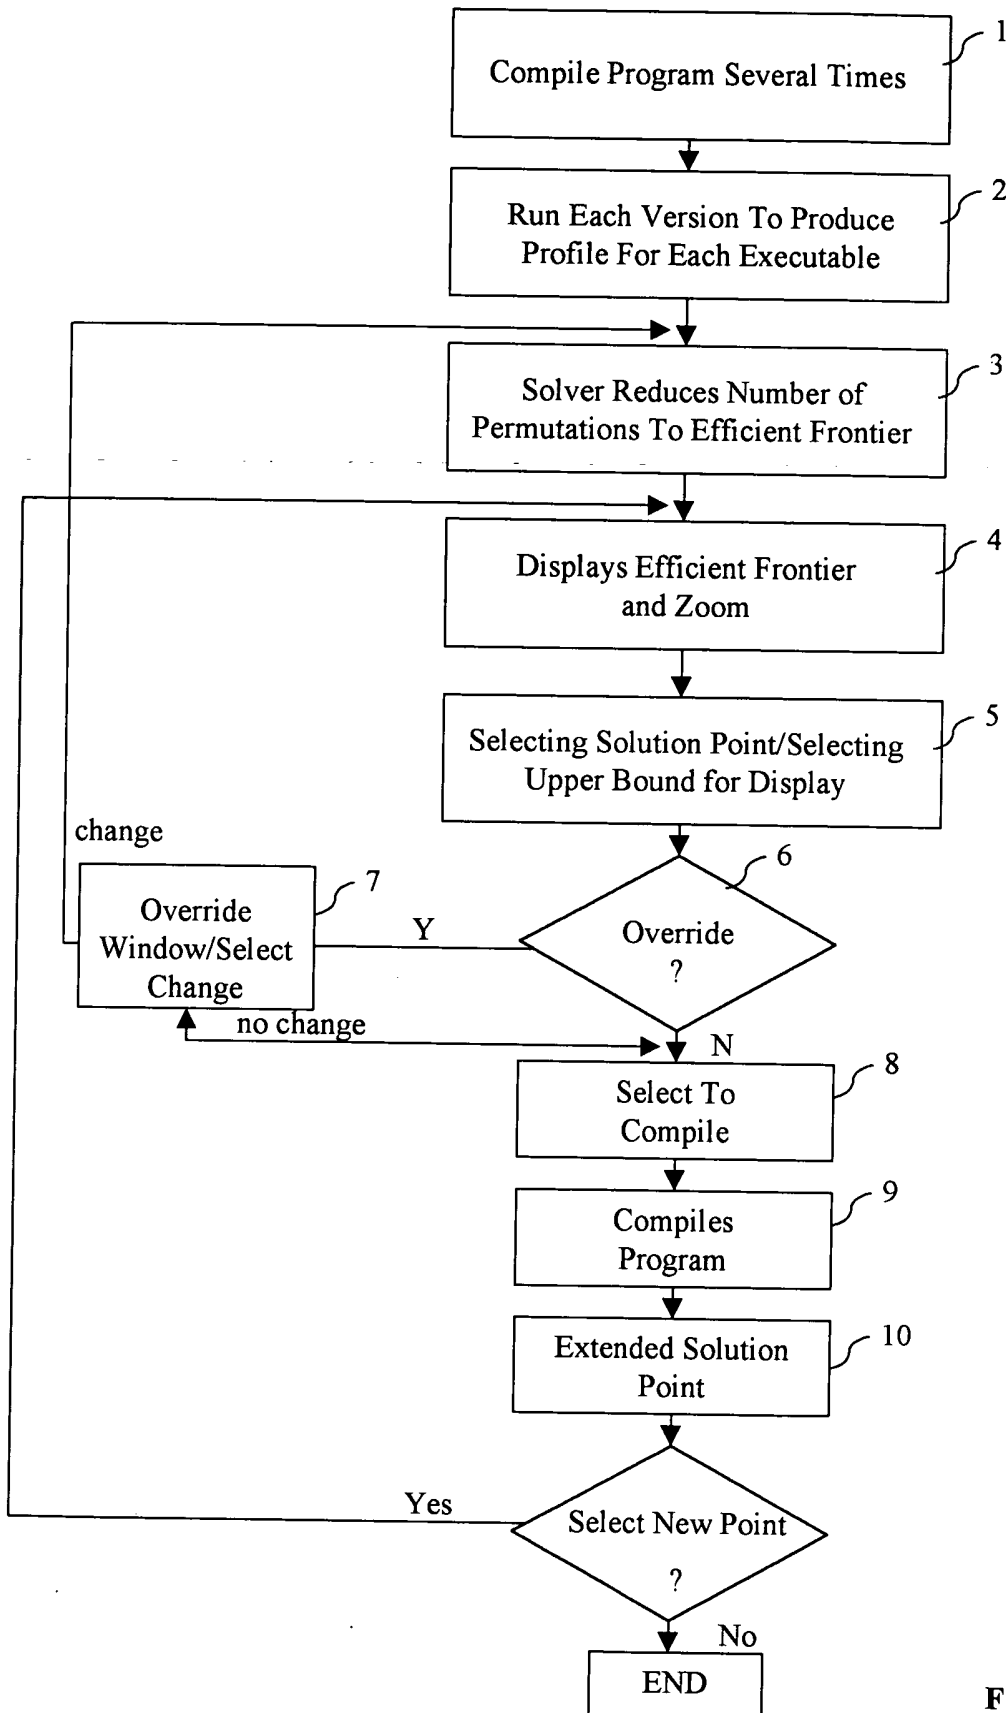 1
Compile Program Several Times
2
Run Each Version To Produce
Profile For Each Executable
3
Solver Reduces Number of
Permutations To Efficient Frontier
4
Displays Efficient Frontier
and Zoom
5
Selecting Solution Point/Selecting
Upper Bound for Display
change
6
7
Override
Window/Select
Change
Y
Override
?
no change
N
8
Select To
Compile
9
Compiles
Program
10
Extended Solution
Point
Yes
Select New Point
?
No
END
F